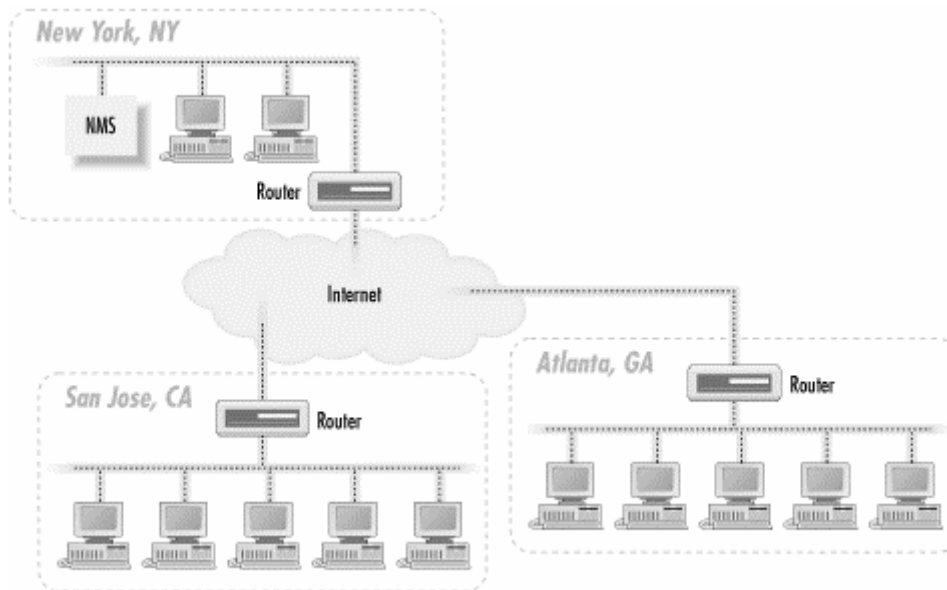 New York, NY
NMS
Router
Internet
Atlanta, GA
Router
San Jose, CA
Router